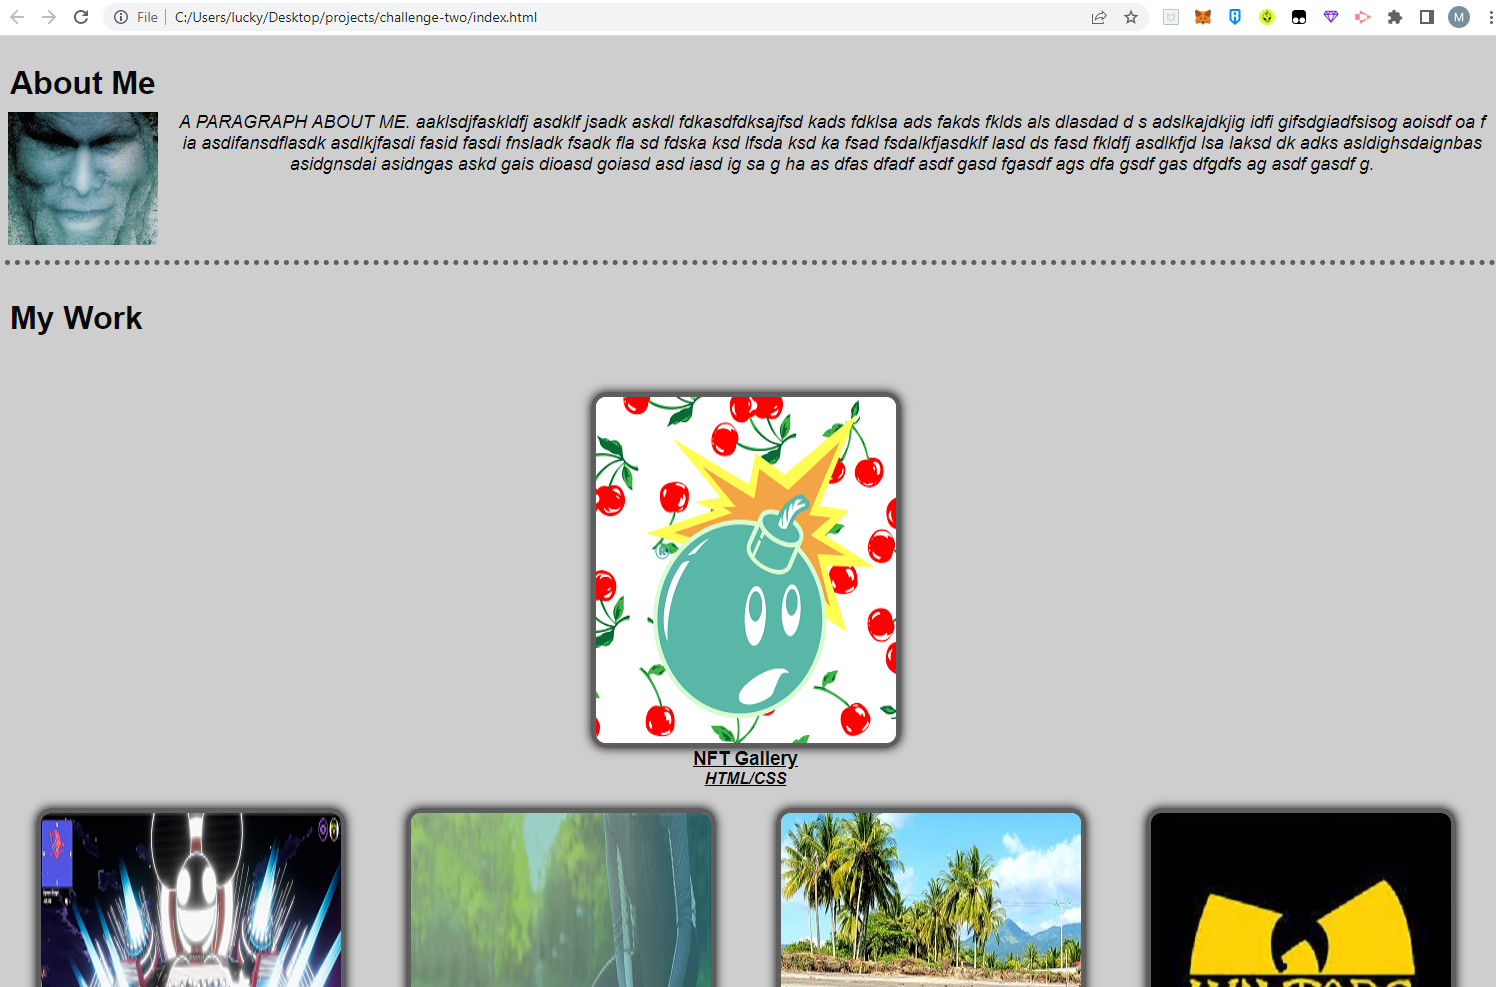 File
C:/Users/lucky/Desktop/projects/challenge-two/index.html
M
About Me
A PARAGRAPH ABOUT ME. aaklsdjfaskldfj asdklf jsadk askdl fdkasdfdksajfsd kads fdklsa ads fakds fklds als dlasdad d s adslkajdkjig idfi gifsdgiadfsisog aoisdf oa f
ia asdifansdflasdk asdlkjfasdi fasid fasdi fnsladk fsadk fla sd fdska ksd lfsda ksd ka fsad fsdalkfjasdklf lasd ds fasd fkldfj asdlkfjd lsa laksd dk adks asldighsdaignbas
asidgnsdai asidngas askd gais dioasd goiasd asd iasd ig sa g ha as dfas dfadf asdf gasd fgasdf ags dfa gsdf gas dfgdfs ag asdf gasdf g.
My Work
NFT Gallery
HTML/CSS